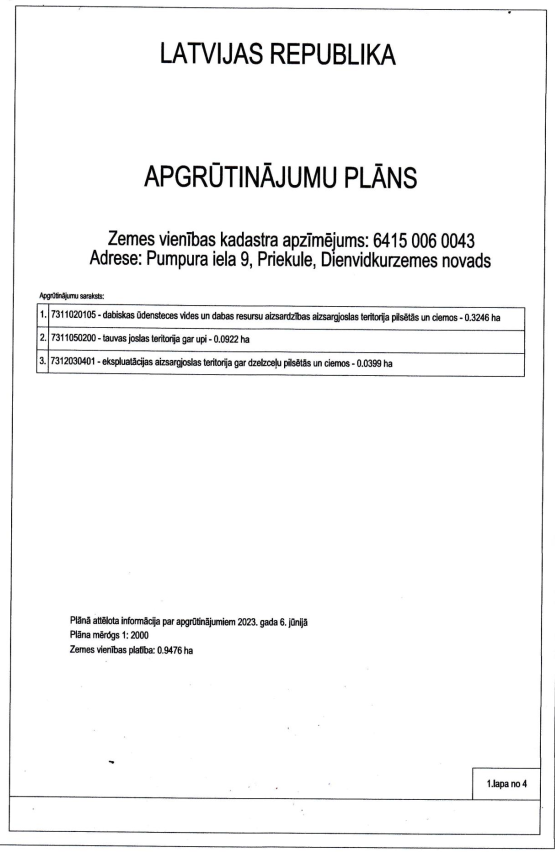 LATVIJAS REPUBLIKA
APGRŪTINĀJUMU PLĀNS
Zemes vienības kadastra apzīmējums: 6415 006 0043
Adrese: Pumpura iela 9, Priekule, Dienvidkurzemes novads
Apgrūtinājumu saraksts:
1. 7311020105 - dabiskas ūdensteces vides un dabas resursu aizsardzības aizsargjoslas teritorija pilsētās un ciemos - 0.3246 ha
2. 7311050200 - tauvas joslas teritorija gar upi - 0.0922 ha
3. 7312030401 - ekspluatācijas aizsargjoslas teritorija gar dzelzceļu pilsētās un ciemos - 0.0399 ha
Plānā attēlota informācija par apgrūtinājumiem 2023. gada 6. jūnijā
Plāna mērogs 1: 2000
Zemes vienības platība: 0.9476 ha
1.lapa no 4